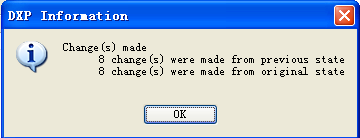 DXP Information
Change(s) made
8 change(s) were made from previous state
8 change(s) were made from original state
OK